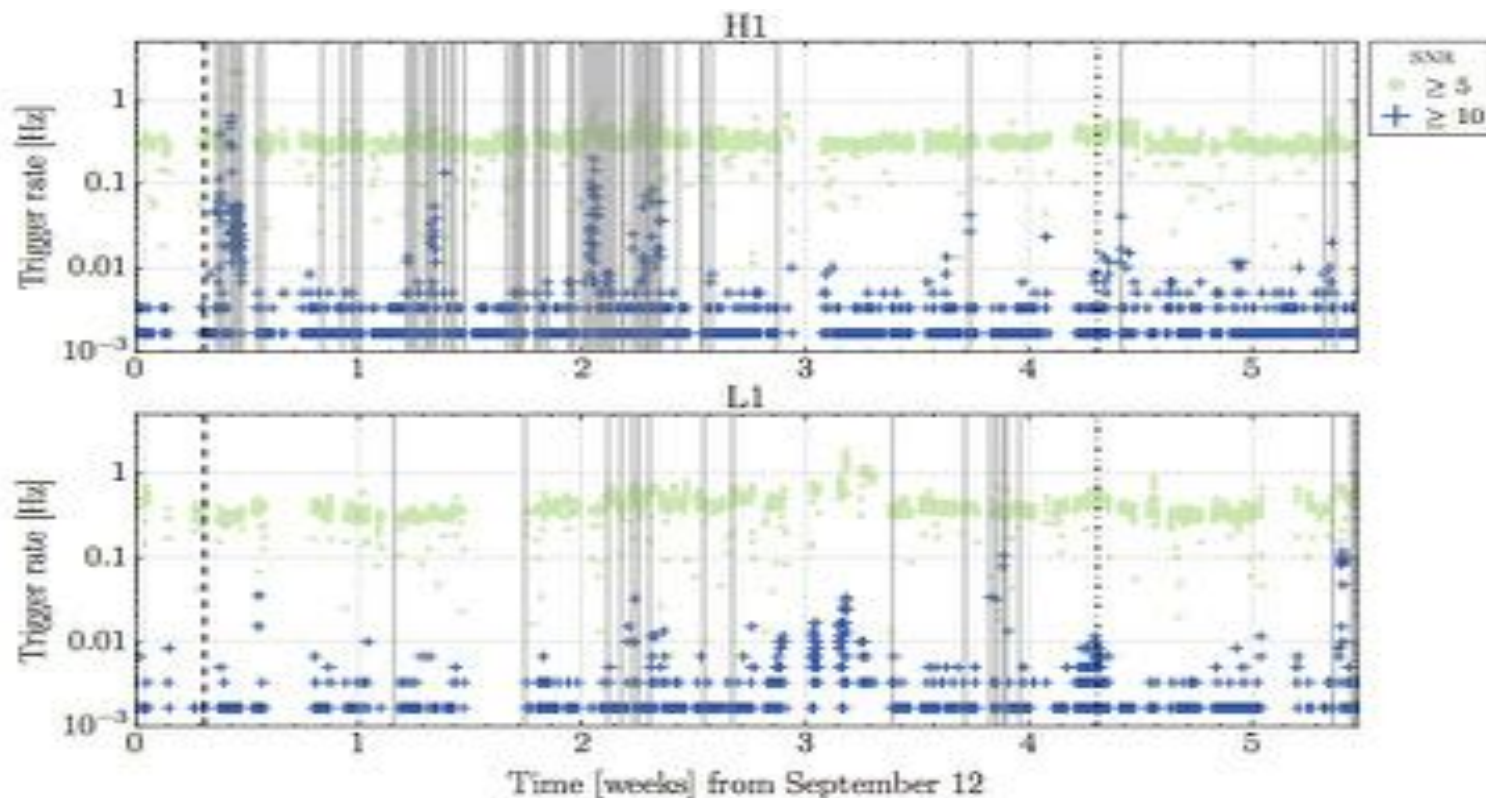 H1
SNR
≥ 5
≥ 10
Trigger rate [Hz]
1
0.1
0.01
10⁻³
0 1 2 3 4 5
L1
Trigger rate [Hz]
1
0.1
0.01
10⁻³
0 1 2 3 4 5
Time [weeks] from September 12